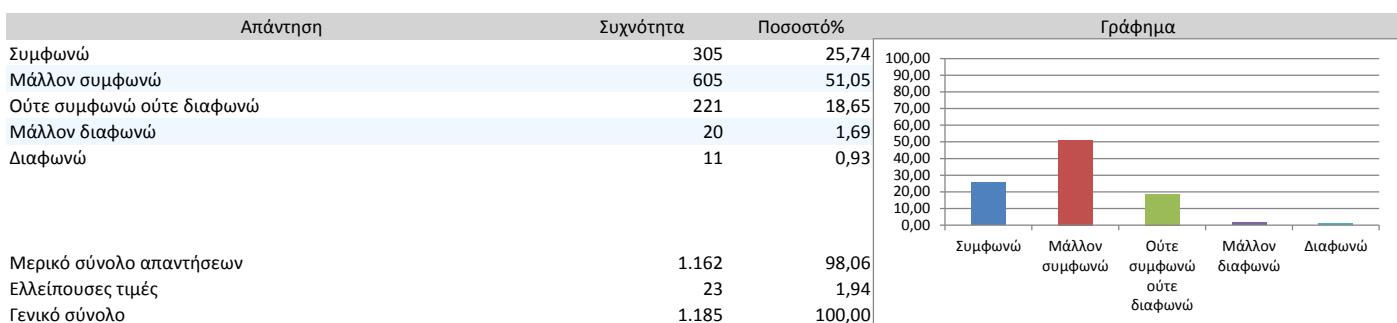 Απάντηση Συχνότητα Ποσοστό% Γράφημα
Συμφωνώ 305 25,74
Μάλλον συμφωνώ 605 51,05
Ούτε συμφωνώ ούτε διαφωνώ 221 18,65
Μάλλον διαφωνώ 20 1,69
Διαφωνώ 11 0,93
Μερικό σύνολο απαντήσεων 1.162 98,06
Ελλείπουσες τιμές 23 1,94
Γενικό σύνολο 1.185 100,00
100,00
90,00
80,00
70,00
60,00
50,00
40,00
30,00
20,00
10,00
0,00
Συμφωνώ Μάλλον Ούτε Μάλλον Διαφωνώ
συμφωνώ συμφωνώ διαφωνώ
ούτε
διαφωνώ